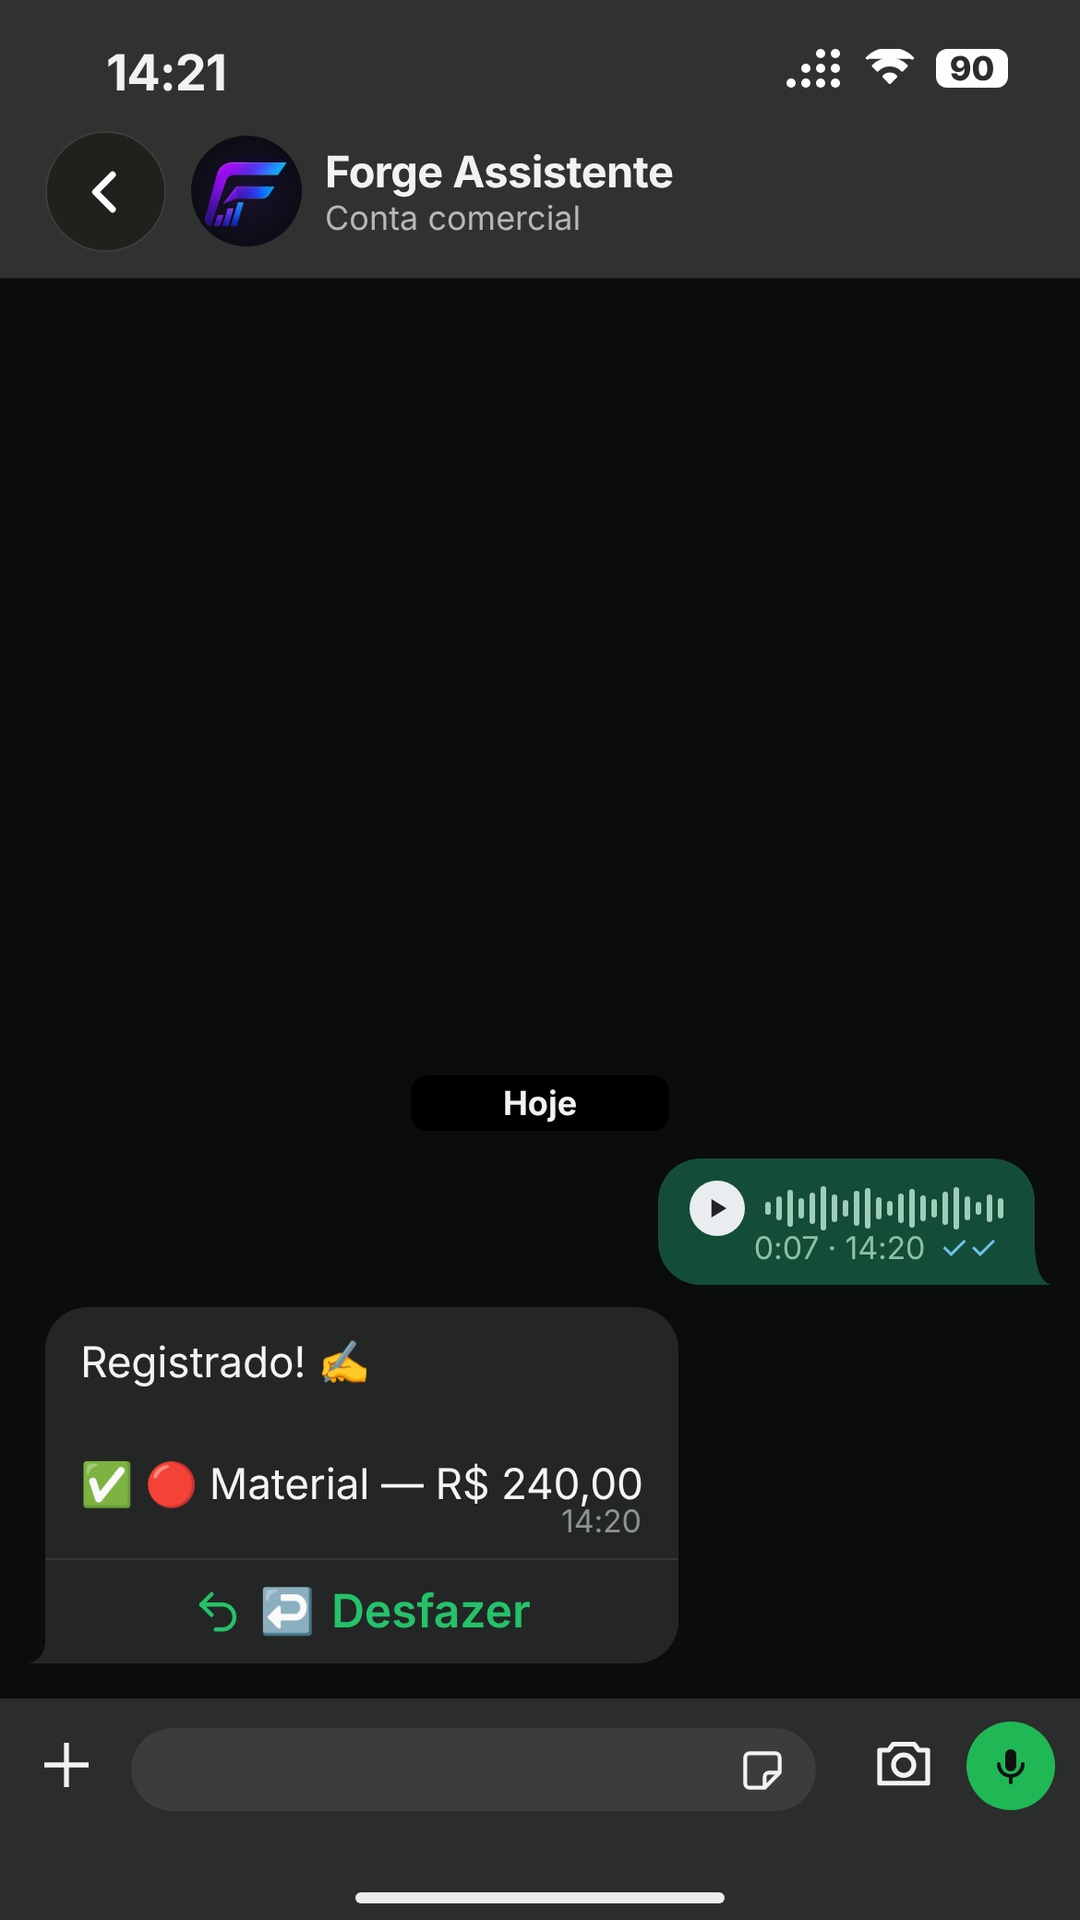 14:21
90
Forge Assistente
Conta comercial
Hoje
0:07 · 14:20
Registrado! ✍️
✅ 🔴 Material — R$ 240,00
14:20
↩️ Desfazer